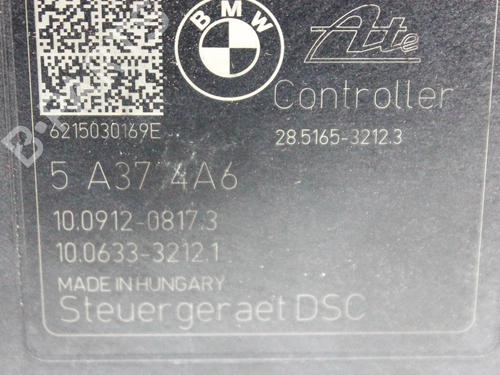 BMW
Ate
Controller
6215030169E
28.5165-3212.3
5 A37 4A6
10.0912-0817.3
10.0633-3212.1
MADE IN HUNGARY
Steuergeraet DSC